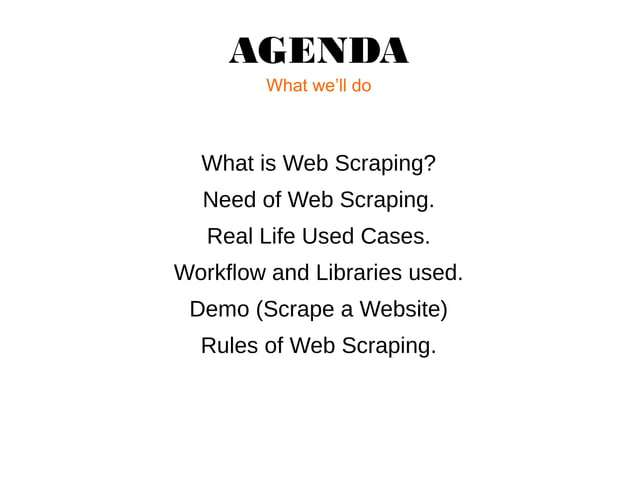 AGENDA
What we’ll do
What is Web Scraping?
Need of Web Scraping.
Real Life Used Cases.
Workflow and Libraries used.
Demo (Scrape a Website)
Rules of Web Scraping.